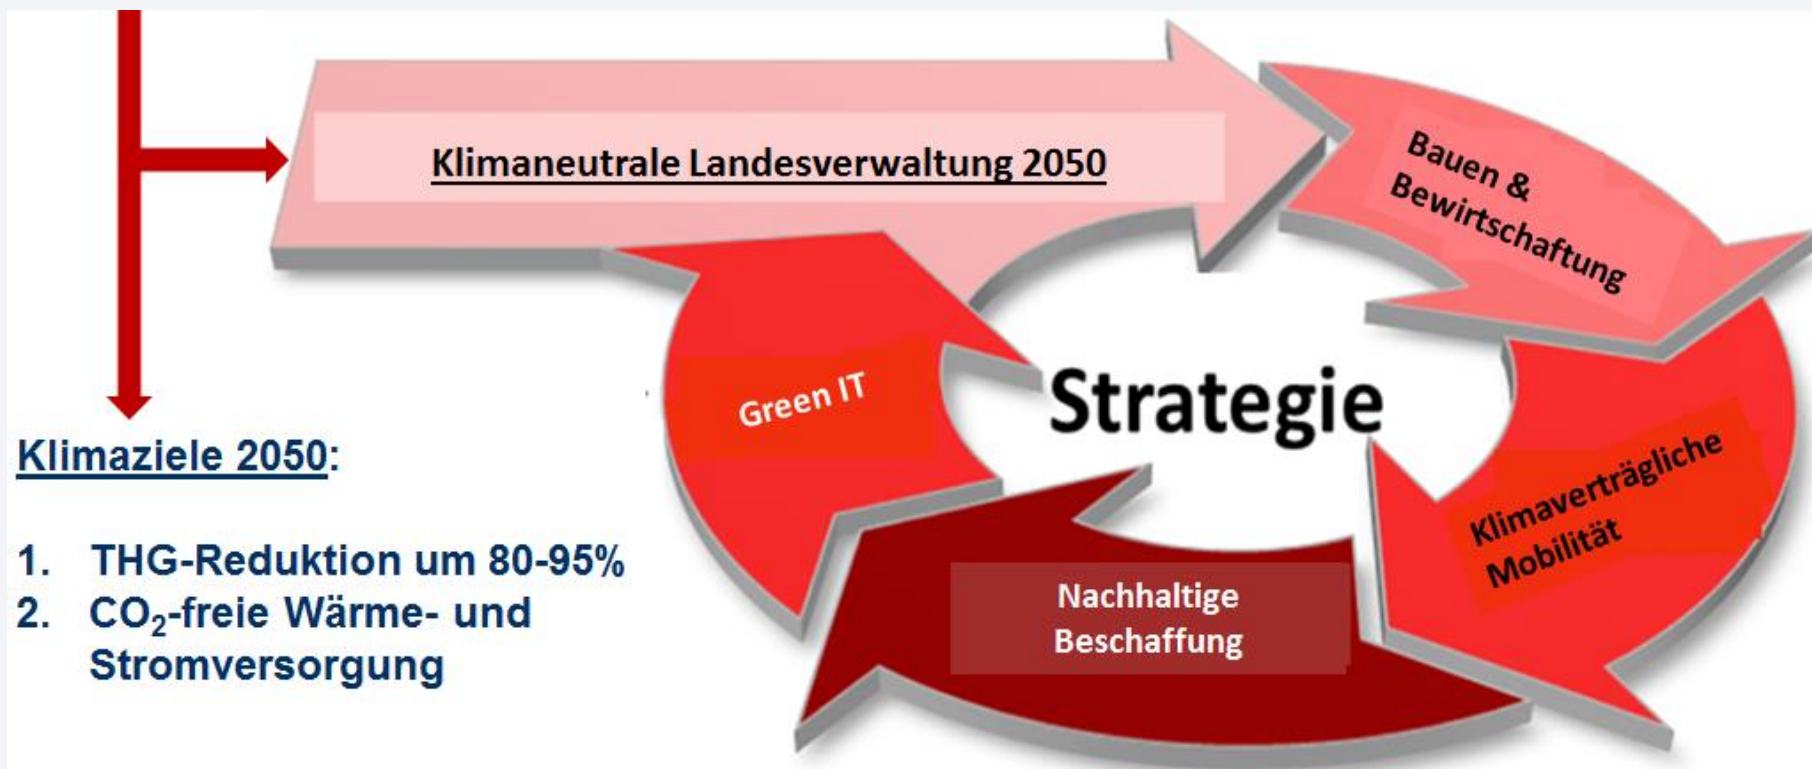 Klimaneutrale Landesverwaltung 2050
Bauen &
Bewirtschaftung
Klimaverträgliche
Mobilität
Nachhaltige
Beschaffung
Green IT
Strategie
Klimaziele 2050:
1. THG-Reduktion um 80-95%
2. CO₂-freie Wärme- und
Stromversorgung